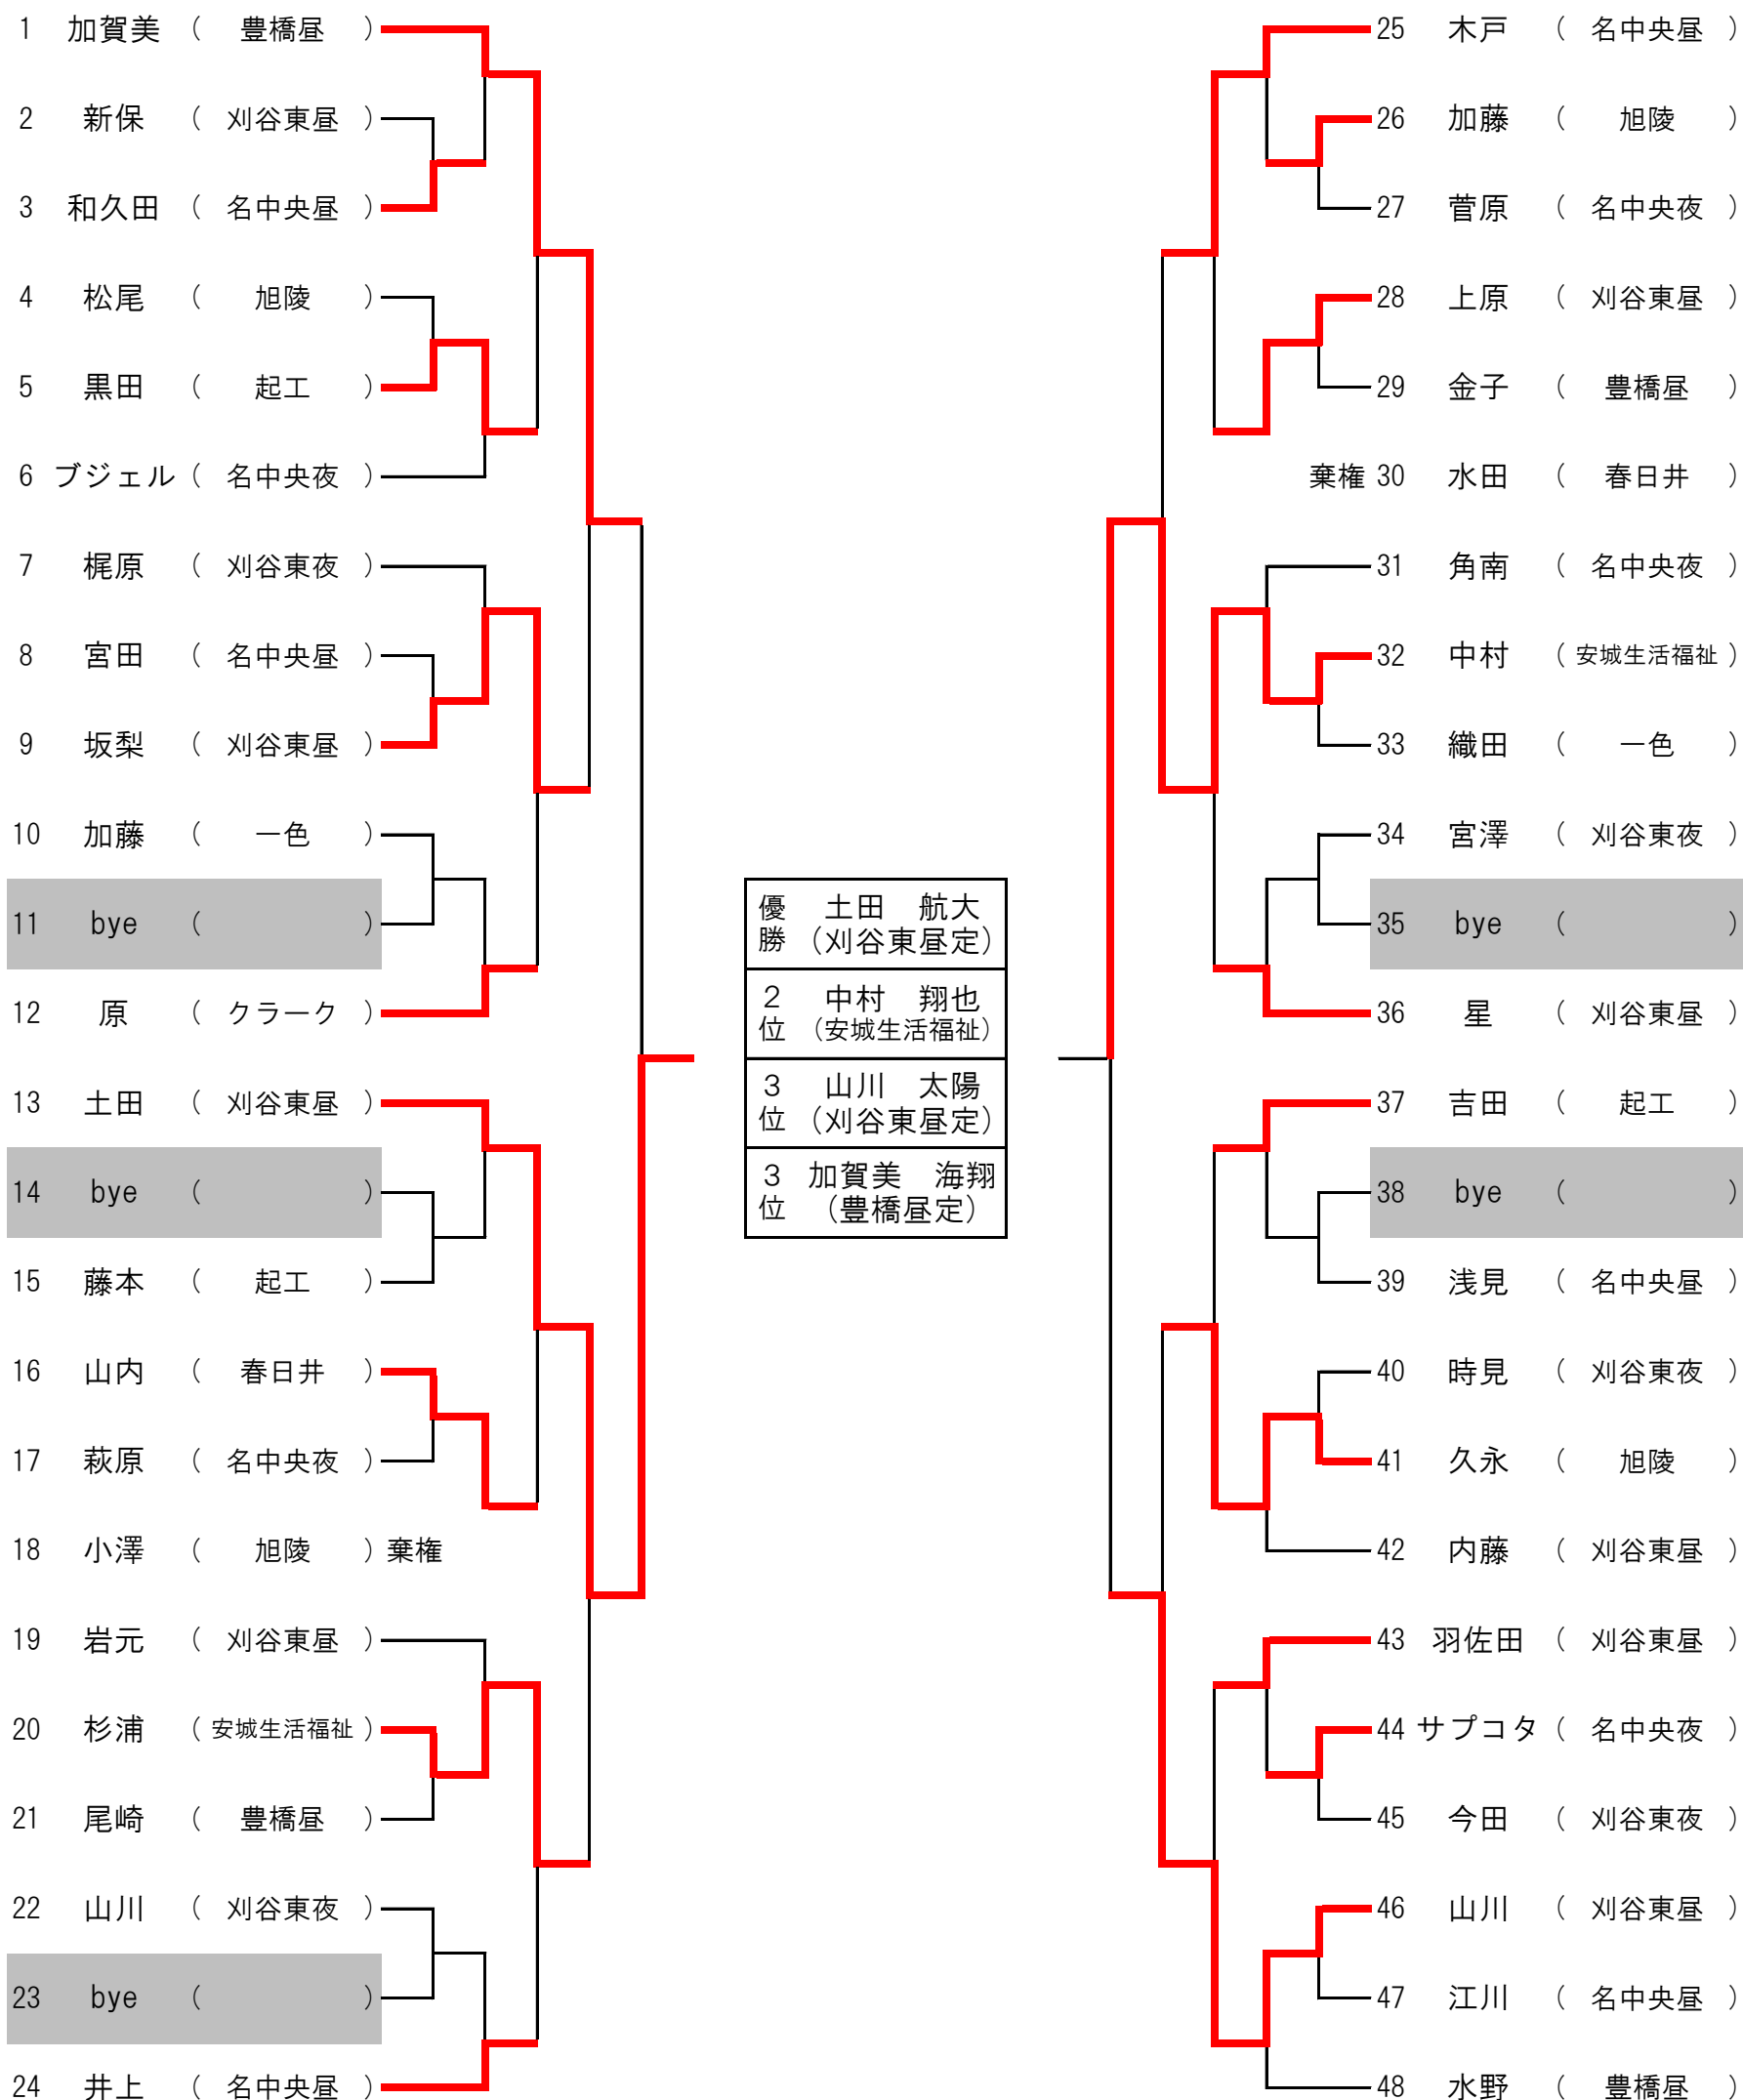 1 加賀美 ( 豊橋昼 )
2 新保 ( 刈谷東昼 )
3 和久田 ( 名中央昼 )
4 松尾 ( 旭陵 )
5 黒田 ( 起工 )
6 ブジェル ( 名中央夜 )
7 梶原 ( 刈谷東夜 )
8 宮田 ( 名中央昼 )
9 坂梨 ( 刈谷東昼 )
10 加藤 ( 一色 )
11 bye ( )
12 原 ( クラーク )
13 土田 ( 刈谷東昼 )
14 bye ( )
15 藤本 ( 起工 )
16 山内 ( 春日井 )
17 萩原 ( 名中央夜 )
18 小澤 ( 旭陵 ) 棄権
19 岩元 ( 刈谷東昼 )
20 杉浦 ( 安城生活福祉 )
21 尾崎 ( 豊橋昼 )
22 山川 ( 刈谷東夜 )
23 bye ( )
24 井上 ( 名中央昼 )
優勝 土田 航大
(刈谷東昼定)
2位 中村 翔也
(安城生活福祉)
3位 山川 太陽
(刈谷東昼定)
3位 加賀美 海翔
(豊橋昼定)
25 木戸 ( 名中央昼 )
26 加藤 ( 旭陵 )
27 菅原 ( 名中央夜 )
28 上原 ( 刈谷東昼 )
29 金子 ( 豊橋昼 )
棄権 30 水田 ( 春日井 )
31 角南 ( 名中央夜 )
32 中村 ( 安城生活福祉 )
33 織田 ( 一色 )
34 宮澤 ( 刈谷東夜 )
35 bye ( )
36 星 ( 刈谷東昼 )
37 吉田 ( 起工 )
38 bye ( )
39 浅見 ( 名中央昼 )
40 時見 ( 刈谷東夜 )
41 久永 ( 旭陵 )
42 内藤 ( 刈谷東昼 )
43 羽佐田 ( 刈谷東昼 )
44 サプコタ ( 名中央夜 )
45 今田 ( 刈谷東夜 )
46 山川 ( 刈谷東昼 )
47 江川 ( 名中央昼 )
48 水野 ( 豊橋昼 )